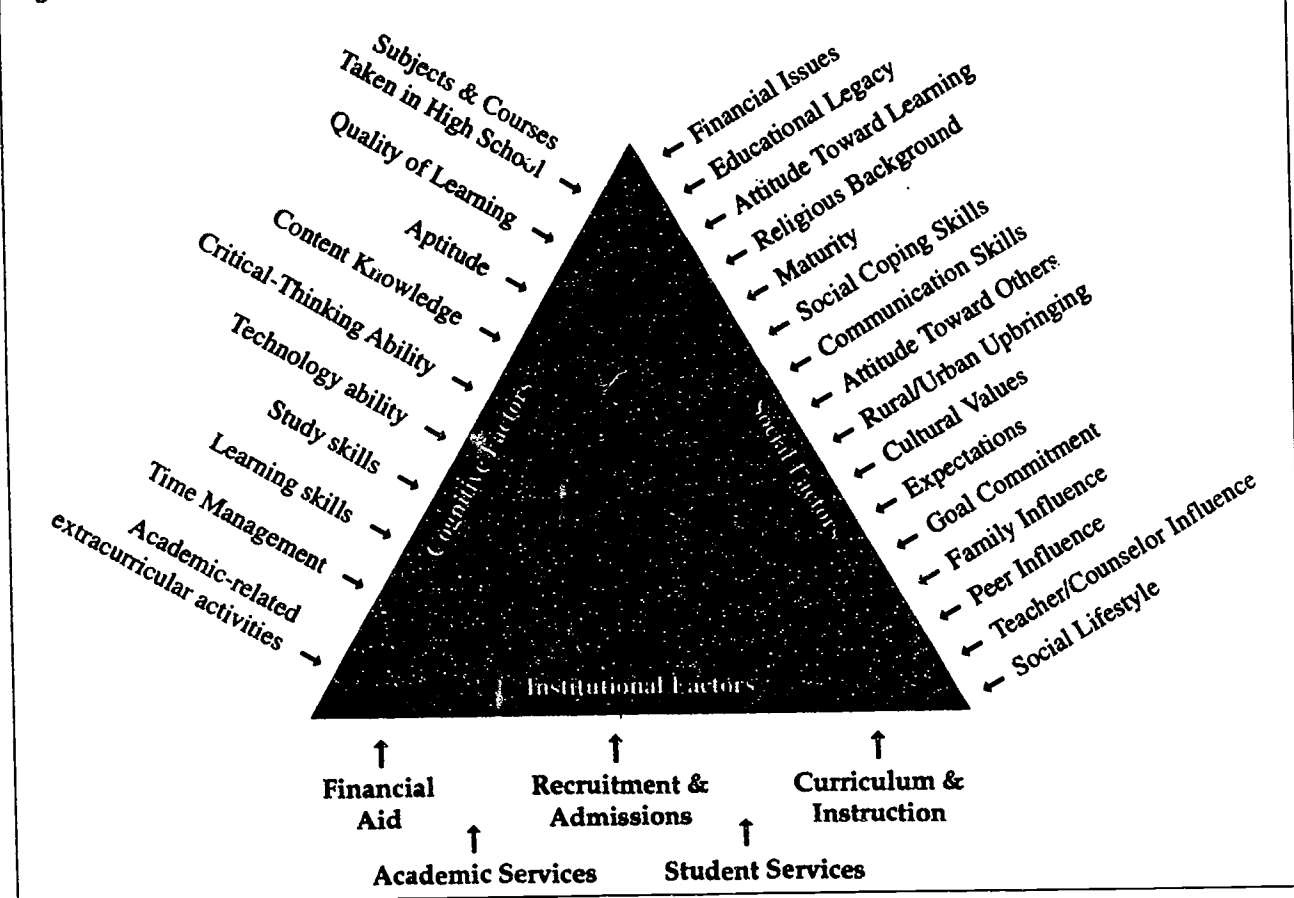 Subjects & Courses
Taken in High School
Quality of Learning
Aptitude
Content Knowledge
Critical-Thinking Ability
Technology ability
Study skills
Learning skills
Time Management
Academic-related
extracurricular activities
Financial Issues
Educational Legacy
Attitude Toward Learning
Religious Background
Maturity
Social Coping Skills
Communication Skills
Attitude Toward Others
Rural/Urban Upbringing
Cultural Values
Expectations
Goal Commitment
Family Influence
Peer Influence
Teacher/Counselor Influence
Social Lifestyle
Cognitive Factors
Social Factors
Institutional Factors
Financial
Aid
Recruitment &
Admissions
Curriculum &
Instruction
Academic Services
Student Services